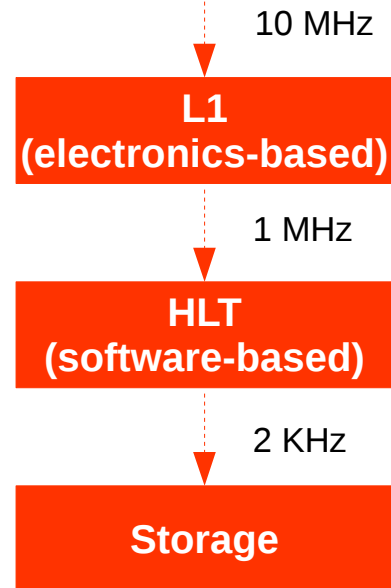 10 MHz
L1
(electronics-based)
1 MHz
HLT
(software-based)
2 KHz
Storage